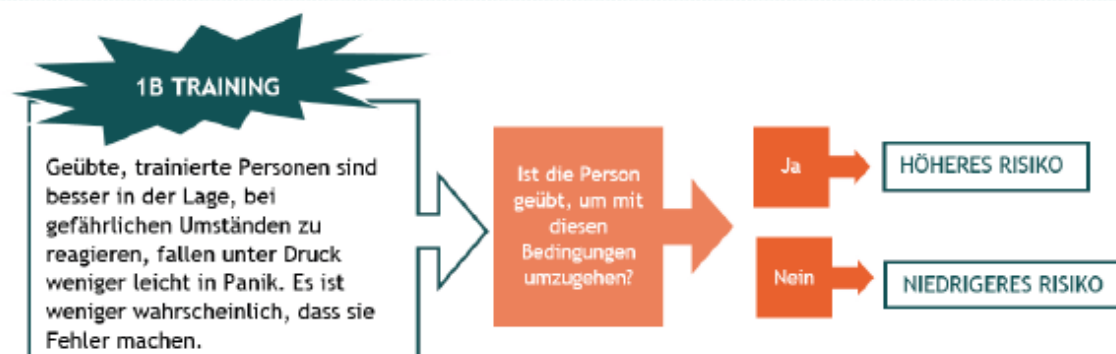 1B TRAINING
Geübte, trainierte Personen sind
besser in der Lage, bei
gefährlichen Umständen zu
reagieren, fallen unter Druck
weniger leicht in Panik. Es ist
weniger wahrscheinlich, dass sie
Fehler machen.
Ist die Person
geübt, um mit
diesen
Bedingungen
umzugehen?
Ja
HÖHERES RISIKO
Nein
NIEDRIGERES RISIKO